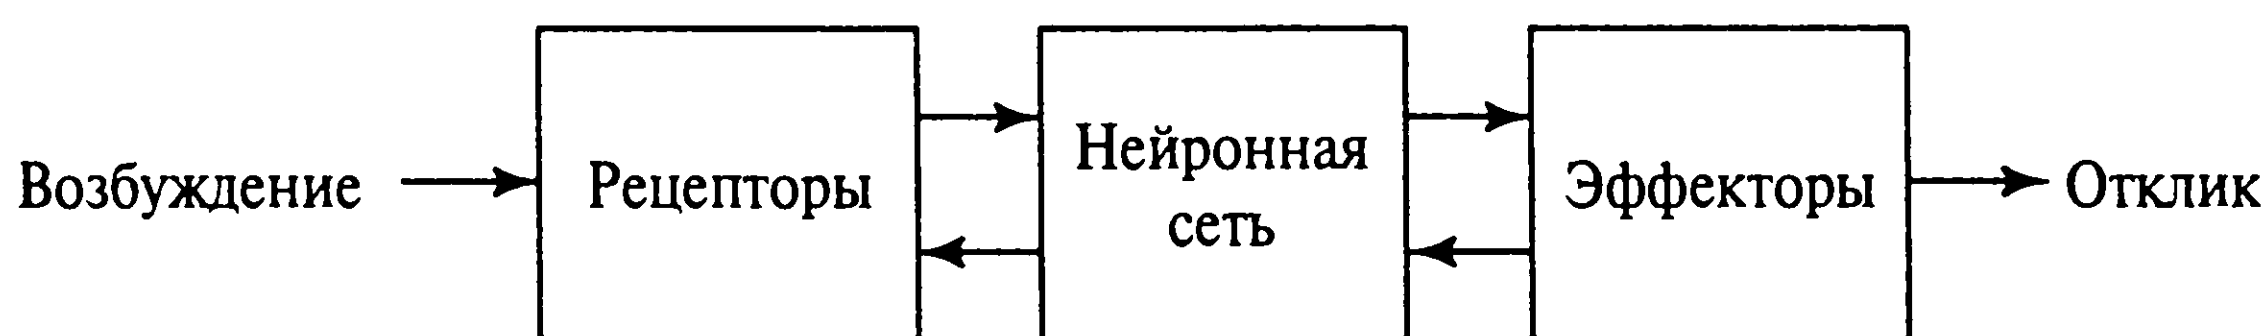 Возбуждение
Рецепторы
Нейронная
сеть
Эффекторы
Отклик